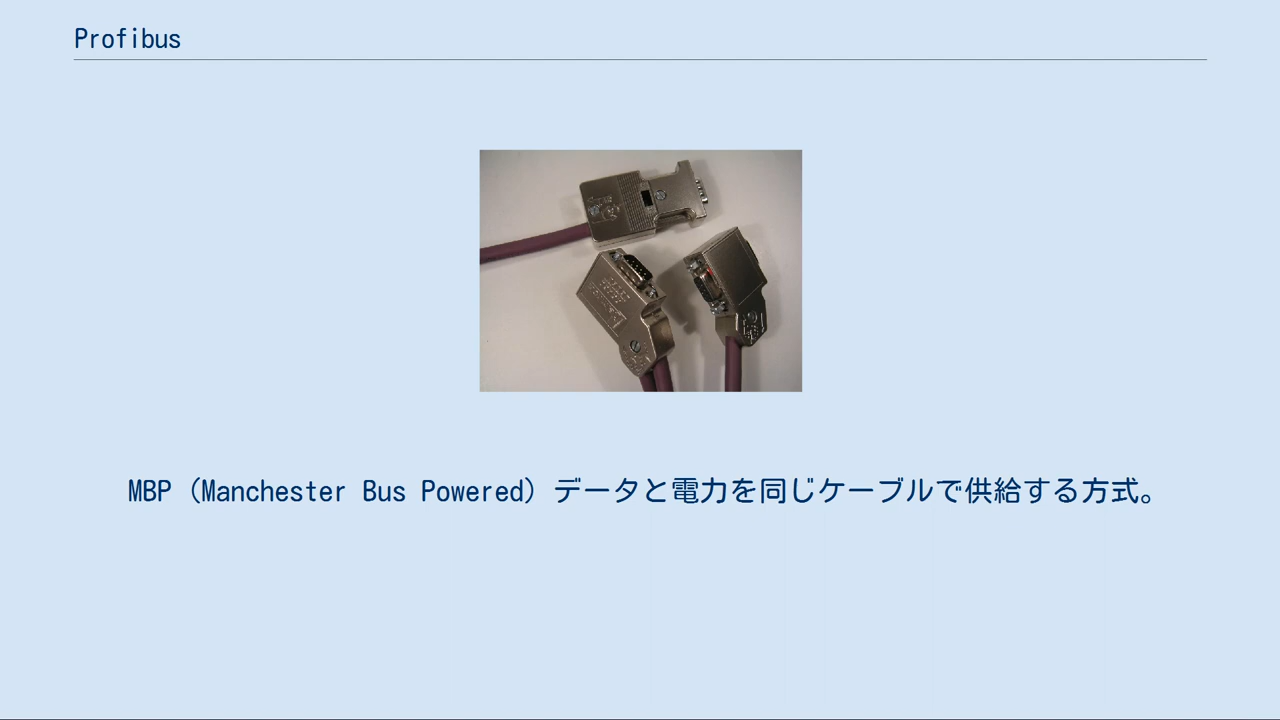 Profibus
MBP（Manchester Bus Powered）データと電力を同じケーブルで供給する方式。